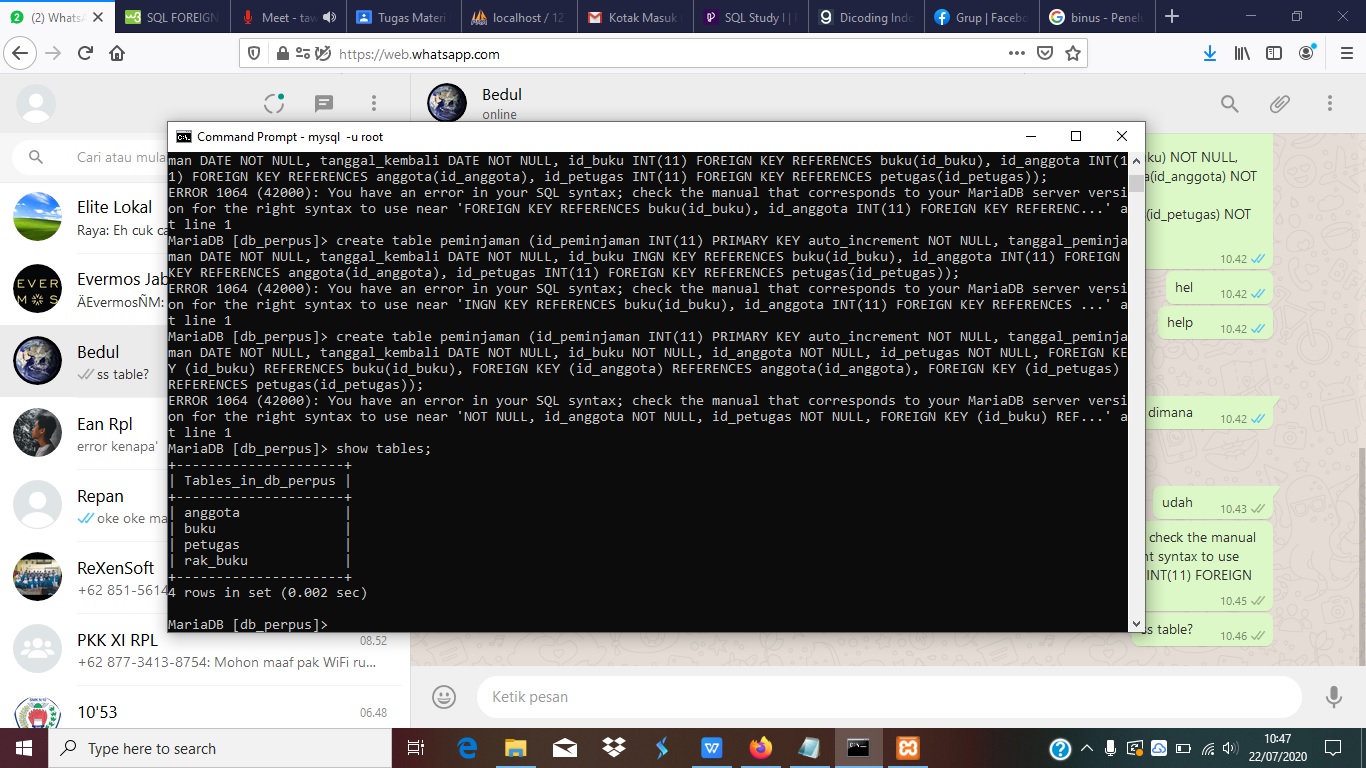 (2) Whats
SQL FOREIGN
Meet - tav
Tugas Materi
localhost / 12
Kotak Masuk
SQL Study I |
Dicoding Indo
Grup | Facebo
binus - Penel
https://web.whatsapp.com
Bedul
online
Cari atau mula
Elite Lokal
Raya: Eh cuk ca
Evermos Jab
ÄEvermosÑM:
EVER
MOS
Bedul
ss table?
Ean Rpl
error kenapa'
Repan
oke oke ma
ReXenSoft
+62 851-5614
PKK XI RPL
08.52
+62 877-3413-8754: Mohon maaf pak WiFi ru...
10'53
06.48
Command Prompt - mysql  -u root
man DATE NOT NULL, tanggal_kembali DATE NOT NULL, id_buku INT(11) FOREIGN KEY REFERENCES buku(id_buku), id_anggota INT(1
1) FOREIGN KEY REFERENCES anggota(id_anggota), id_petugas INT(11) FOREIGN KEY REFERENCES petugas(id_petugas));
ERROR 1064 (42000): You have an error in your SQL syntax; check the manual that corresponds to your MariaDB server versi
on for the right syntax to use near 'FOREIGN KEY REFERENCES buku(id_buku), id_anggota INT(11) FOREIGN KEY REFERENC...' a
t line 1
MariaDB [db_perpus]> create table peminjaman (id_peminjaman INT(11) PRIMARY KEY auto_increment NOT NULL, tanggal_peminja
man DATE NOT NULL, tanggal_kembali DATE NOT NULL, id_buku INGN KEY REFERENCES buku(id_buku), id_anggota INT(11) FOREIGN
KEY REFERENCES anggota(id_anggota), id_petugas INT(11) FOREIGN KEY REFERENCES petugas(id_petugas));
ERROR 1064 (42000): You have an error in your SQL syntax; check the manual that corresponds to your MariaDB server versi
on for the right syntax to use near 'INGN KEY REFERENCES buku(id_buku), id_anggota INT(11) FOREIGN KEY REFERENCES ...' a
t line 1
MariaDB [db_perpus]> create table peminjaman (id_peminjaman INT(11) PRIMARY KEY auto_increment NOT NULL, tanggal_peminja
man DATE NOT NULL, tanggal_kembali DATE NOT NULL, id_buku NOT NULL, id_anggota NOT NULL, id_petugas NOT NULL, FOREIGN KE
Y (id_buku) REFERENCES buku(id_buku), FOREIGN KEY (id_anggota) REFERENCES anggota(id_anggota), FOREIGN KEY (id_petugas)
REFERENCES petugas(id_petugas));
ERROR 1064 (42000): You have an error in your SQL syntax; check the manual that corresponds to your MariaDB server versi
on for the right syntax to use near 'NOT NULL, id_anggota NOT NULL, id_petugas NOT NULL, FOREIGN KEY (id_buku) REF...' a
t line 1
MariaDB [db_perpus]> show tables;
+---------------------+
| Tables_in_db_perpus |
+---------------------+
| anggota             |
| buku                |
| petugas             |
| rak_buku            |
+---------------------+
4 rows in set (0.002 sec)
MariaDB [db_perpus]>
ku) NOT NULL,
a(id_anggota) NOT
(id_petugas) NOT
10.42
hel 10.42
help 10.42
dimana 10.42
udah 10.43
check the manual
nt syntax to use
INT(11) FOREIGN
10.45
ss table? 10.46
Ketik pesan
Type here to search
10:47
22/07/2020